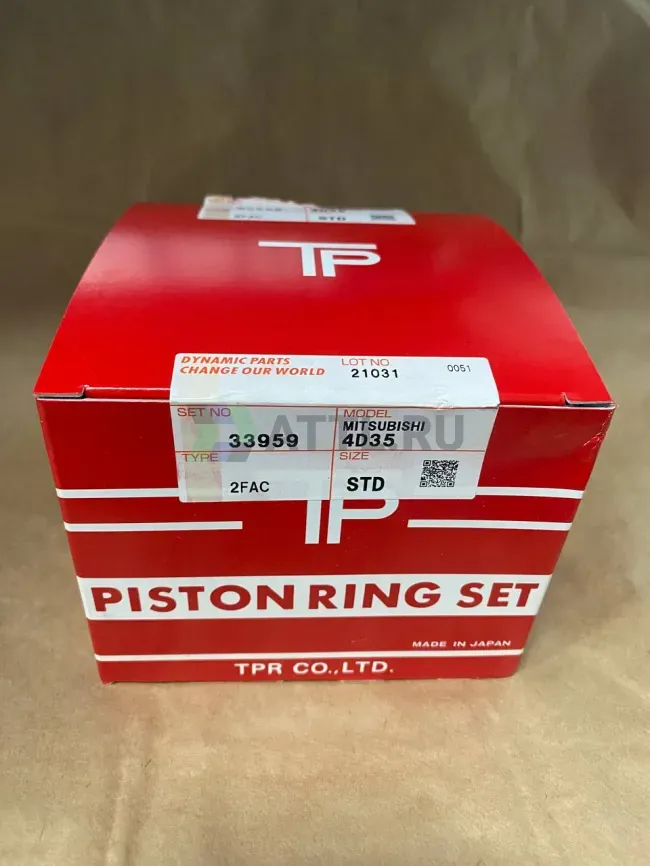 2FAC STD
TP
DYNAMIC PARTS
CHANGE OUR WORLD
LOT NO
21031
0051
SET NO
33959
MODEL
MITSUBISHI
4D35
TYPE
2FAC
SIZE
STD
TP
PISTON RING SET
MADE IN JAPAN
TPR CO.,LTD.